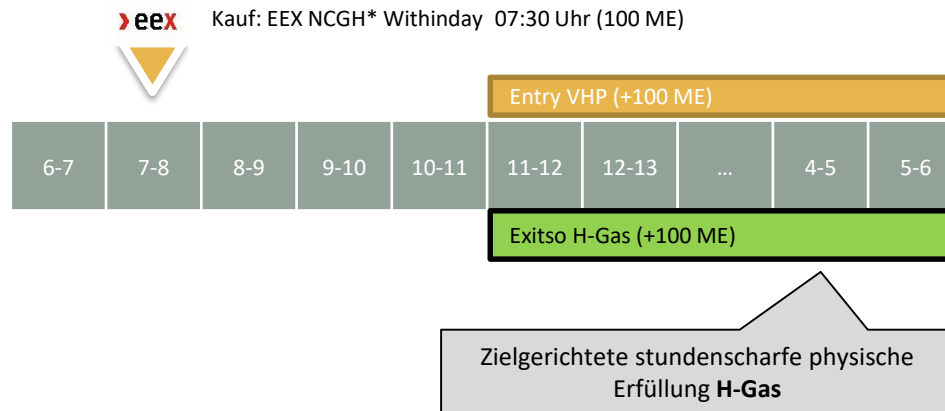 eex Kauf: EEX NCGH* Withinday 07:30 Uhr (100 ME)
Entry VHP (+100 ME)
6-7 7-8 8-9 9-10 10-11 11-12 12-13 ... 4-5 5-6
Exitso H-Gas (+100 ME)
Zielgerichtete stundenscharfe physische
Erfüllung H-Gas